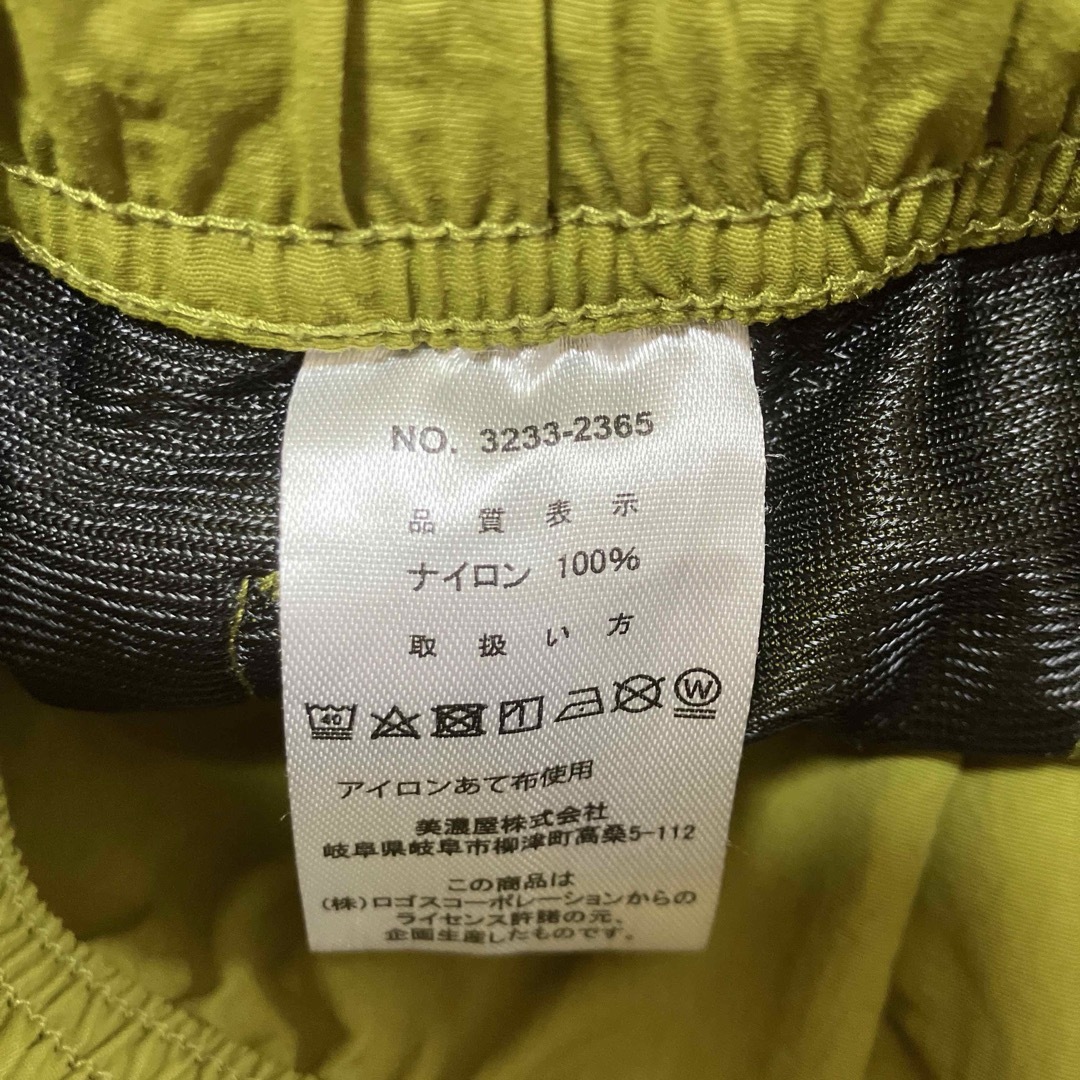 NO. 3233-2365
品質表示
ナイロン 100%
取扱い方
40 W
アイロンあて布使用
美濃屋株式会社
岐阜県岐阜市柳津町高桑5-112
この商品は
(株)ロゴスコーポレーションからの
ライセンス許諾の元、
企画生産したものです。